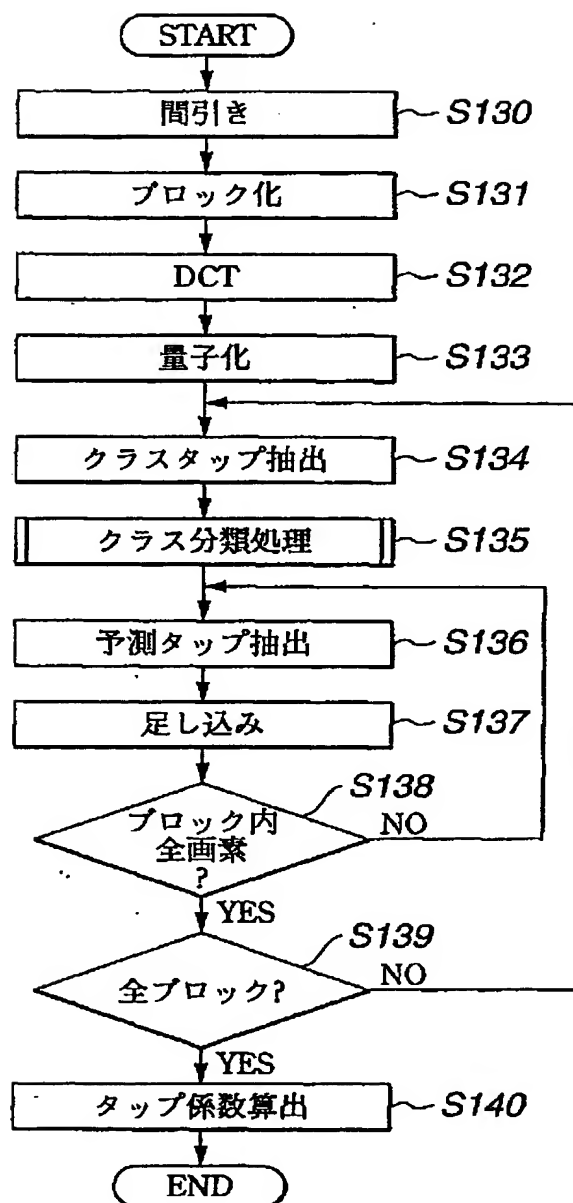 START
間引き
S130
ブロック化
S131
DCT
S132
量子化
S133
クラスタップ抽出
S134
クラス分類処理
S135
予測タップ抽出
S136
足し込み
S137
S138
ブロック内
全画素
?
NO
YES
S139
全ブロック?
NO
YES
タップ係数算出
S140
END